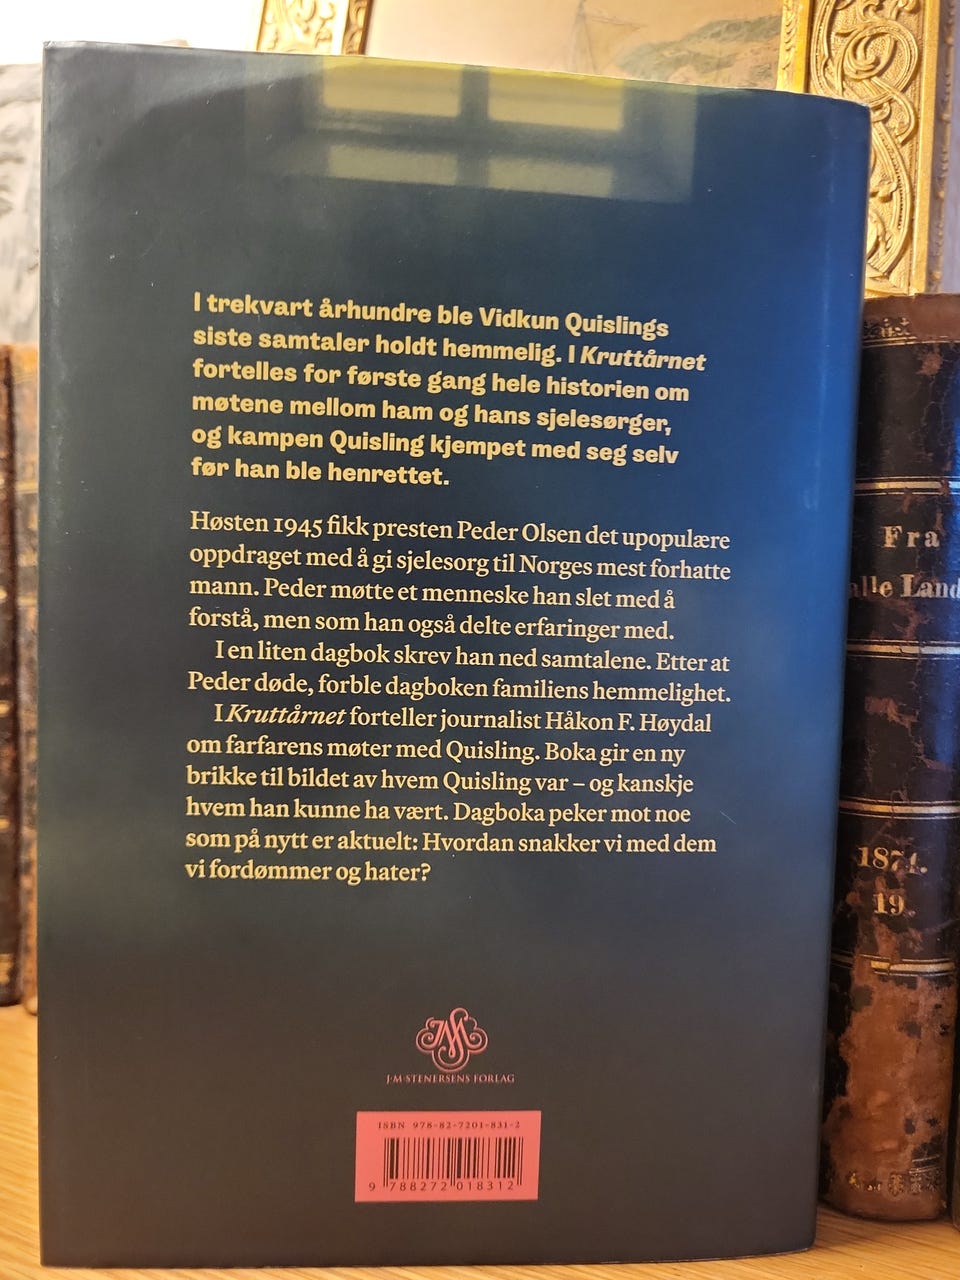 I trekvart århundre ble Vidkun Quislings
siste samtaler holdt hemmelig. I Kruttårnet
fortelles for første gang hele historien om
møtene mellom ham og hans sjelesørger,
og kampen Quisling kjempet med seg selv
før han ble henrettet.
Høsten 1945 fikk presten Peder Olsen det upopulære
oppdraget med å gi sjelesorg til Norges mest forhatte
mann. Peder møtte et menneske han slet med å
forstå, men som han også delte erfaringer med.
I en liten dagbok skrev han ned samtalene. Etter at
Peder døde, forble dagboken familiens hemmelighet.
I Kruttårnet forteller journalist Håkon F. Høydal
om farfarens møter med Quisling. Boka gir en ny
brikke til bildet av hvem Quisling var – og kanskje
hvem han kunne ha vært. Dagboka peker mot noe
som på nytt er aktuelt: Hvordan snakker vi med dem
vi fordømmer og hater?
J·M·STENERSENS FORLAG
ISBN 978-82-7201-831-2
9 788272 018312
Fra
alle Land
1874.
19.